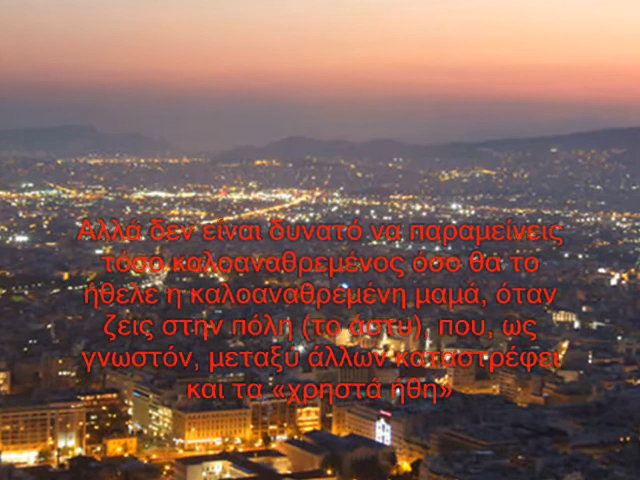 Αλλά δεν είναι δυνατό να παραμείνεις
τόσο καλοαναθρεμένος όσο θα το
ήθελε η καλοαναθρεμένη μαμά, όταν
ζεις στην πόλη (το άστυ), που, ως
γνωστόν, μεταξύ άλλων καταστρέφει
και τα «χρηστά ήθη»